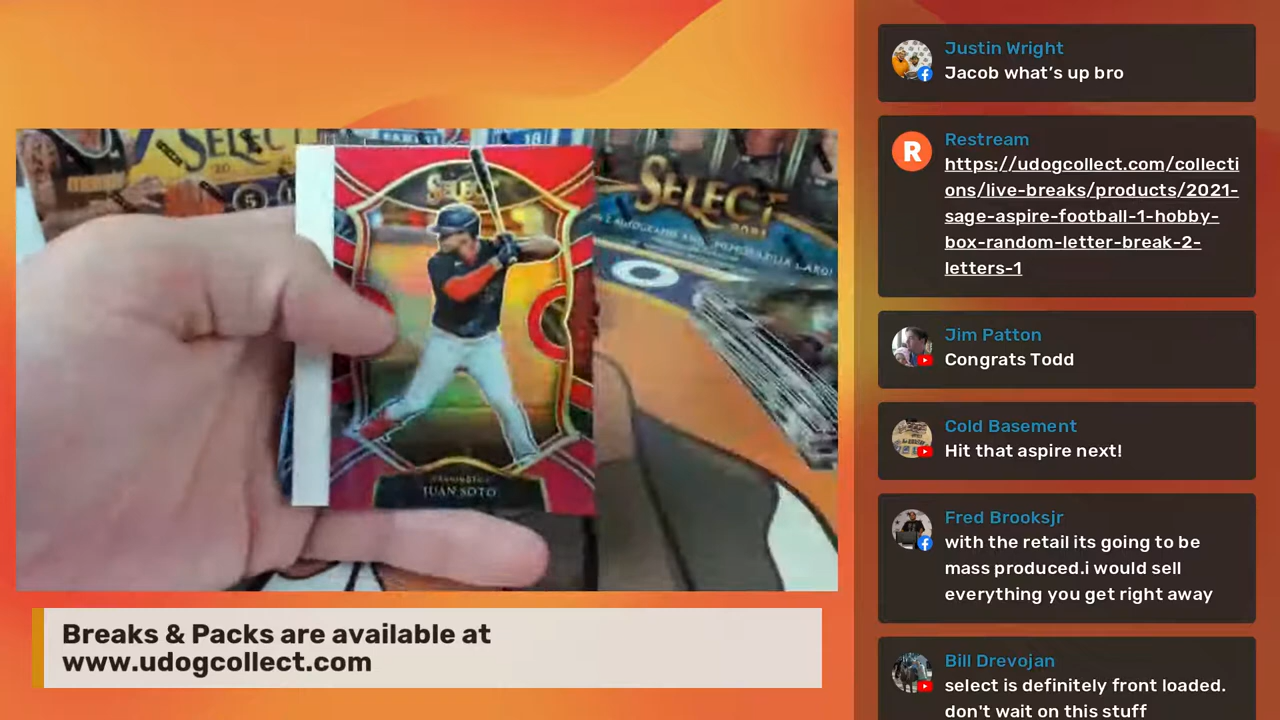 SELECT
SELECT
SELECT
2021
JUAN SOTO
Breaks & Packs are available at
www.udogcollect.com
Justin Wright
Jacob what's up bro
R
Restream
https://udogcollect.com/collecti
ons/live-breaks/products/2021-
sage-aspire-football-1-hobby-
box-random-letter-break-2-
letters-1
Jim Patton
Congrats Todd
Cold Basement
Hit that aspire next!
Fred Brooksjr
with the retail its going to be
mass produced.i would sell
everything you get right away
Bill Drevojan
select is definitely front loaded.
don't wait on this stuff